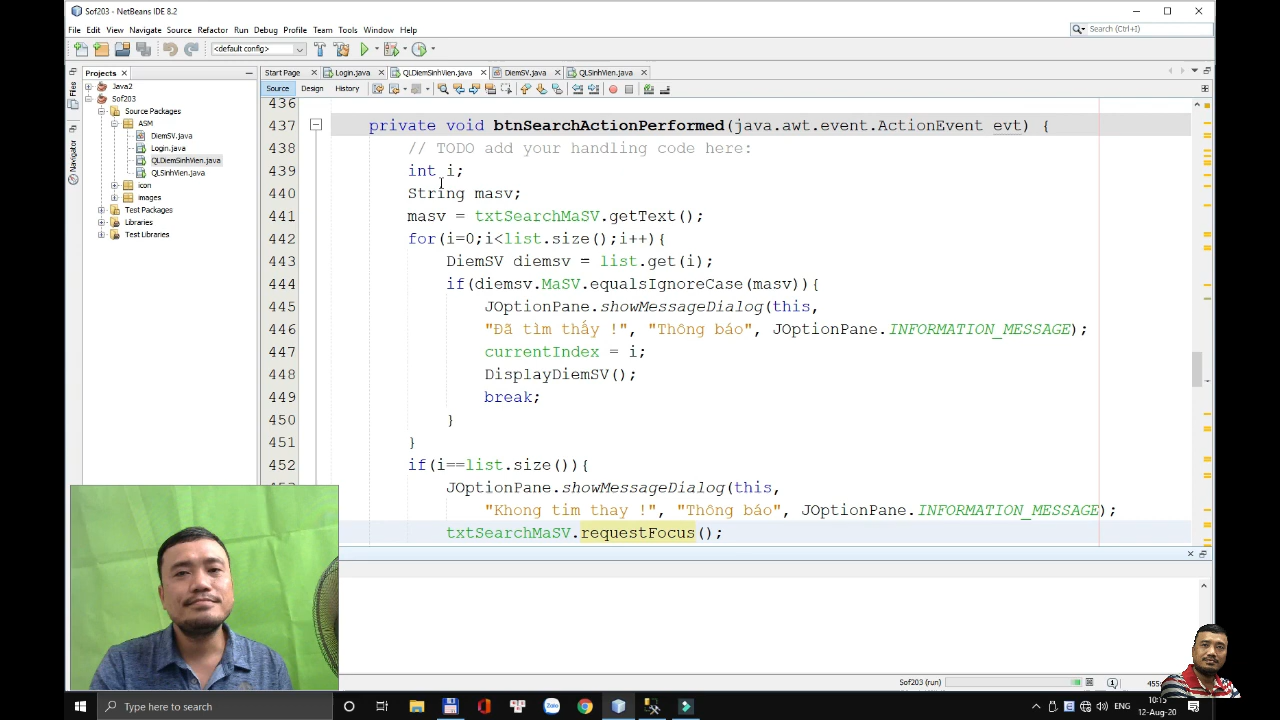 Sof203 - NetBeans IDE 8.2
File Edit View Navigate Source Refactor Run Debug Profile Team Tools Window Help
Search (Ctrl+I)
<default config>
Projects
Start Page
Login.java
QLDiemSinhVien.java
DiemSV.java
QLSinhVien.java
Files
Navigator
Java2
Sof203
Source Packages
ASM
DiemSV.java
Login.java
QLDiemSinhVien.java
QLSinhVien.java
icon
images
Test Packages
Libraries
Test Libraries
Source Design History
436
437 private void btnSearchActionPerformed(java.awt.event.ActionEvent evt) {
438 // TODO add your handling code here:
439 int i;
440 String masv;
441 masv = txtSearchMaSV.getText();
442 for(i=0;i<list.size();i++){
443 DiemSV diemsv = list.get(i);
444 if(diemsv.MaSV.equalsIgnoreCase(masv)){
445 JOptionPane.showMessageDialog(this,
446 "Đã tìm thấy !", "Thông báo", JOptionPane.INFORMATION_MESSAGE);
447 currentIndex = i;
448 DisplayDiemSV();
449 break;
450 }
451 }
452 if(i==list.size()){
JOptionPane.showMessageDialog(this,
"Khong tim thay !", "Thông báo", JOptionPane.INFORMATION_MESSAGE);
txtSearchMaSV.requestFocus();
Sof203 (run)
Type here to search
Zalo
ENG
10:15
12-Aug-20